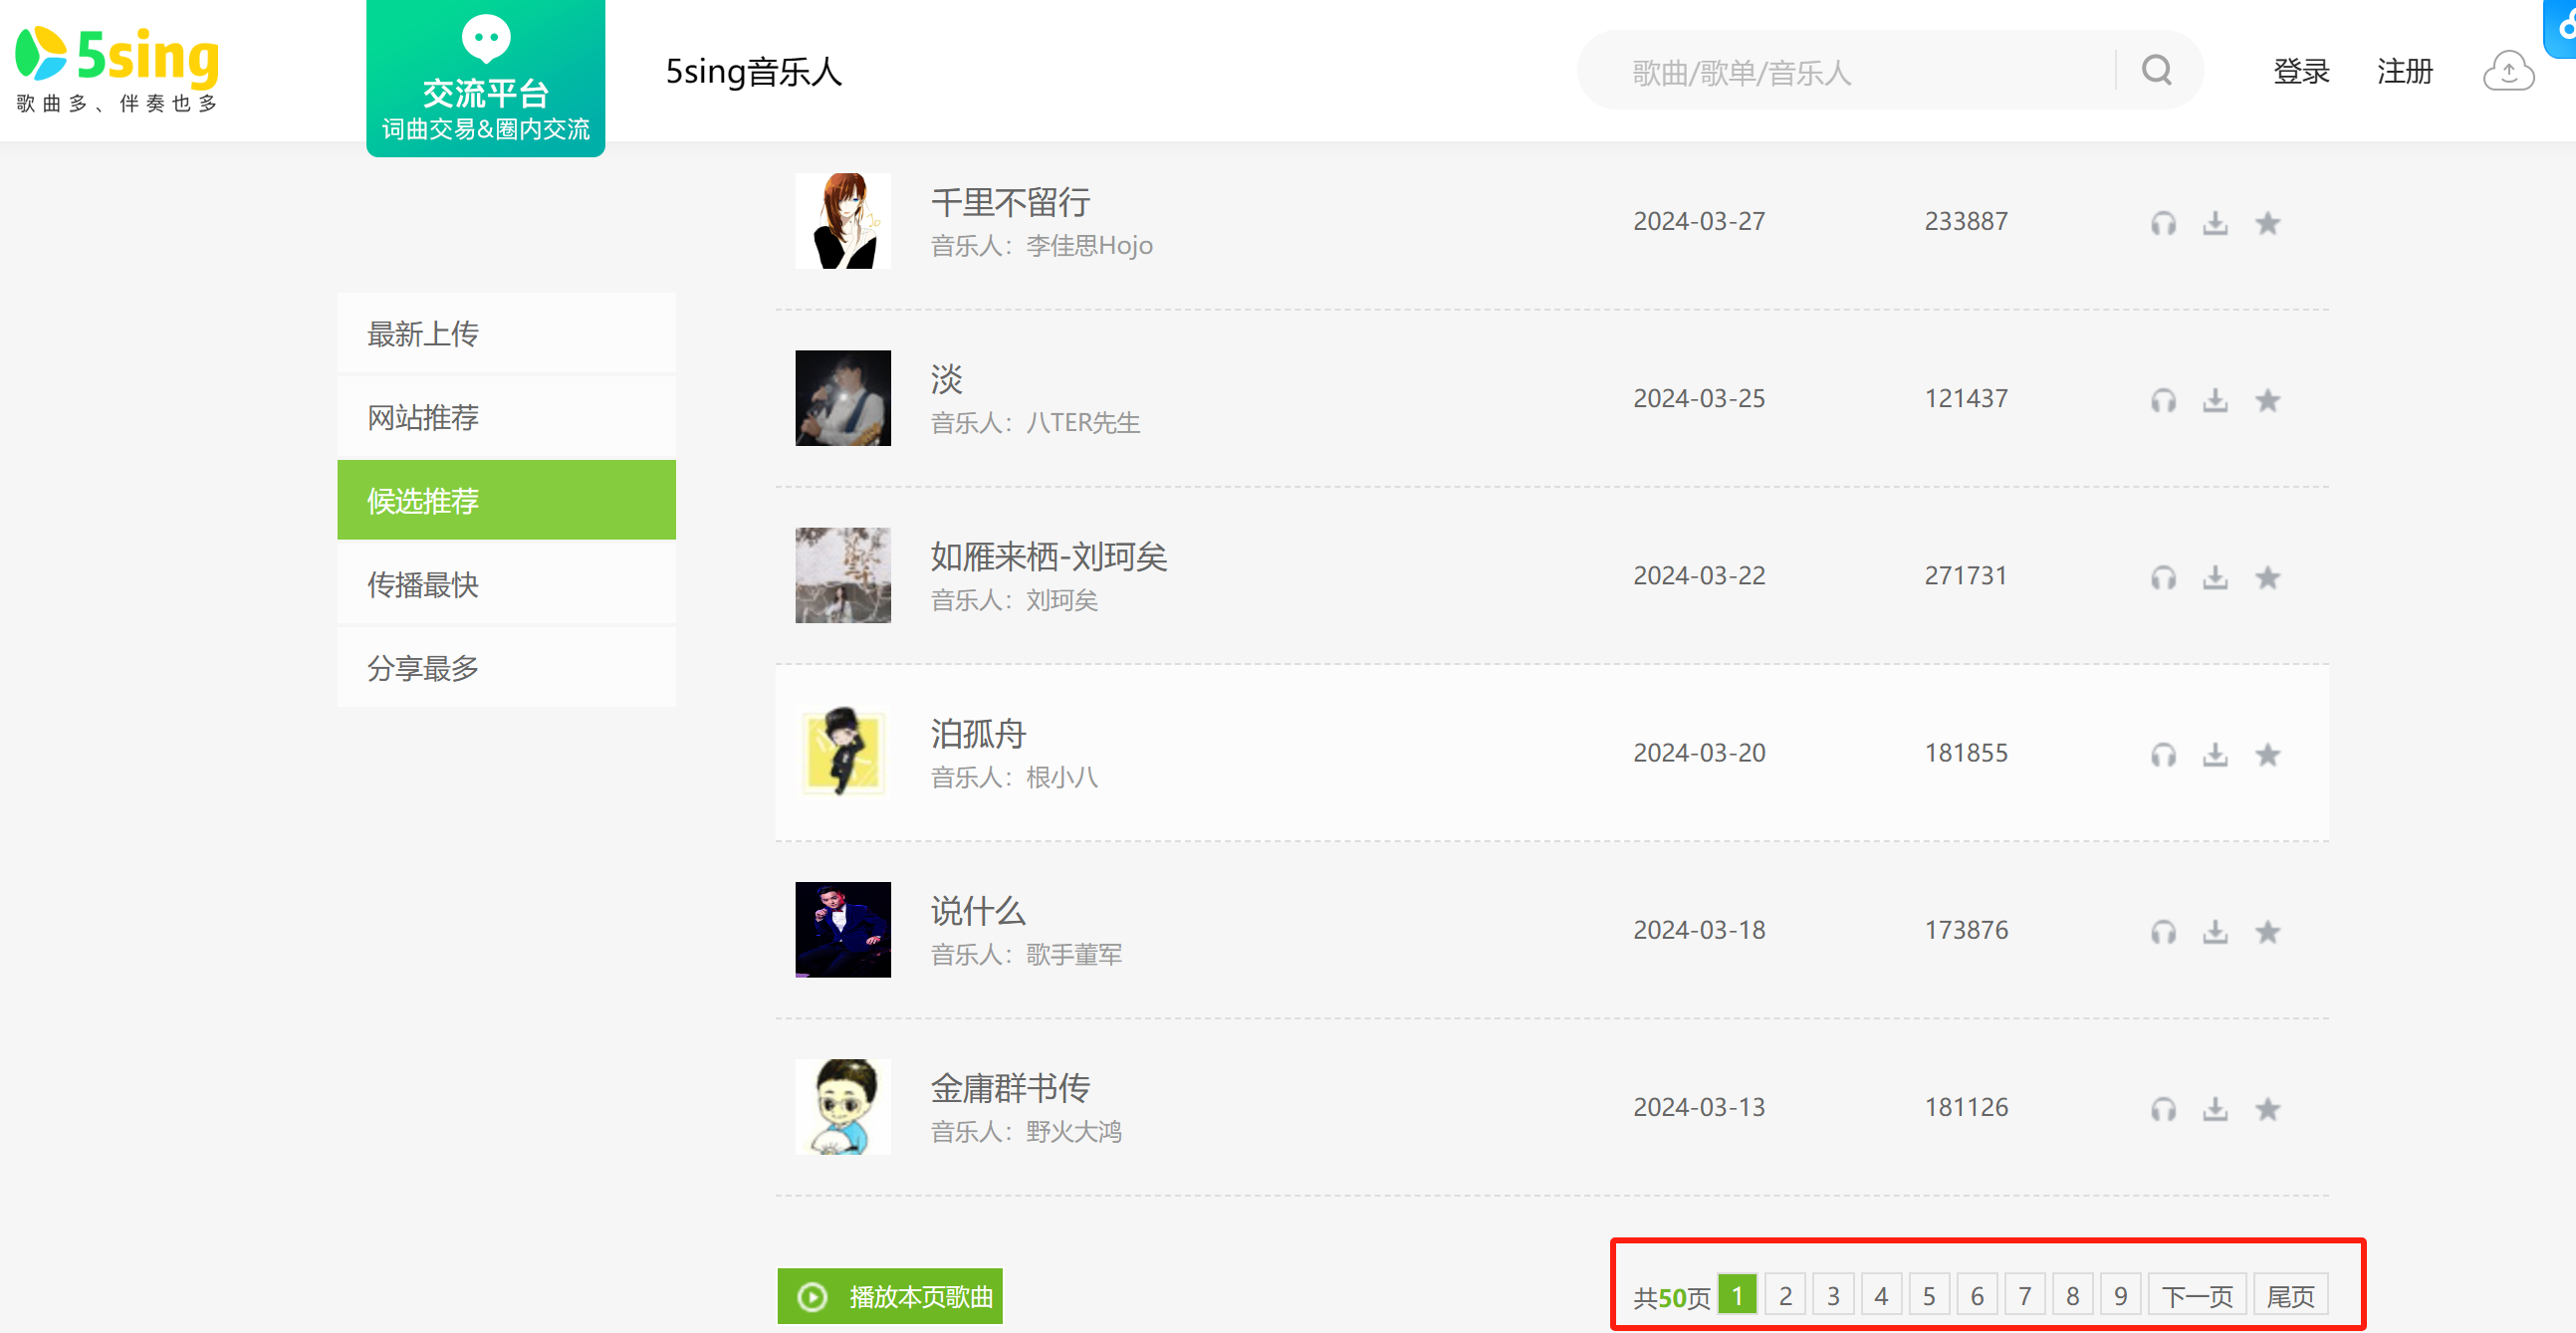 5sing
歌曲多、伴奏也多
交流平台
词曲交易&圈内交流
5sing音乐人
歌曲/歌单/音乐人
登录
注册
最新上传
网站推荐
候选推荐
传播最快
分享最多
千里不留行
音乐人：李佳思Hojo
2024-03-27
233887
淡
音乐人：八TER先生
2024-03-25
121437
如雁来栖-刘珂矣
音乐人：刘珂矣
2024-03-22
271731
泊孤舟
音乐人：根小八
2024-03-20
181855
说什么
音乐人：歌手董军
2024-03-18
173876
金庸群书传
音乐人：野火大鸿
2024-03-13
181126
播放本页歌曲
共50页 1 2 3 4 5 6 7 8 9 下一页 尾页